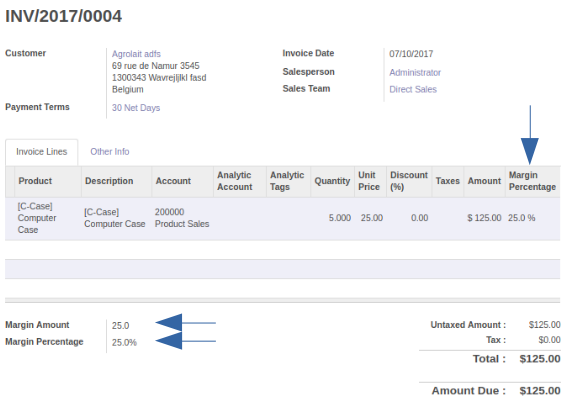 INV/2017/0004
Customer
Agrolait adfs
69 rue de Namur 3545
1300343 Wavrejljkl fasd
Belgium
Payment Terms
30 Net Days
Invoice Date
07/10/2017
Salesperson
Administrator
Sales Team
Direct Sales
Invoice Lines
Other Info
Product
Description
Account
Analytic
Account
Analytic
Tags
Quantity
Unit
Price
Discount
(%)
Taxes
Amount
Margin
Percentage
[C-Case]
Computer
Case
[C-Case]
Computer Case
200000
Product Sales
5.000
25.00
0.00
$ 125.00
25.0 %
Margin Amount
25.0
Margin Percentage
25.0%
Untaxed Amount :
$125.00
Tax :
$0.00
Total :
$125.00
Amount Due :
$125.00